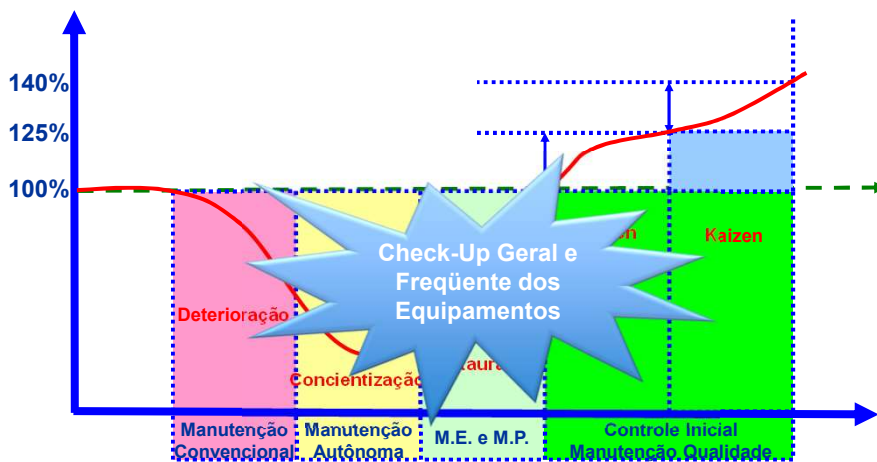 140%
125%
100%
Check-Up Geral e
Freqüente dos
Equipamentos
Kaizen
Deterioração
Concientização
Manutenção
Convencional
Manutenção
Autônoma
M.E. e M.P.
Controle Inicial
Manutenção Qualidade